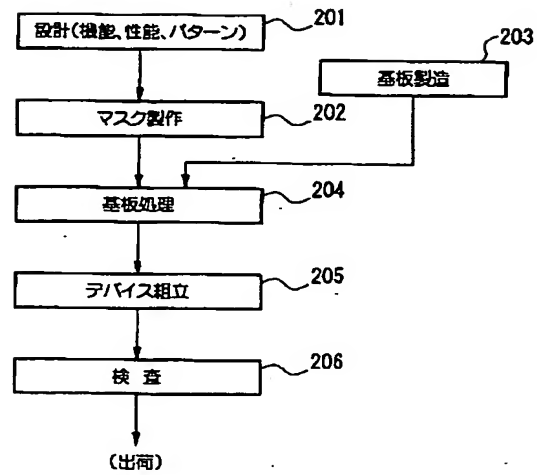 設計(機能、性能、パターン)
201
203
基板製造
マスク製作
202
基板処理
204
デバイス組立
205
検 査
206
(出荷)